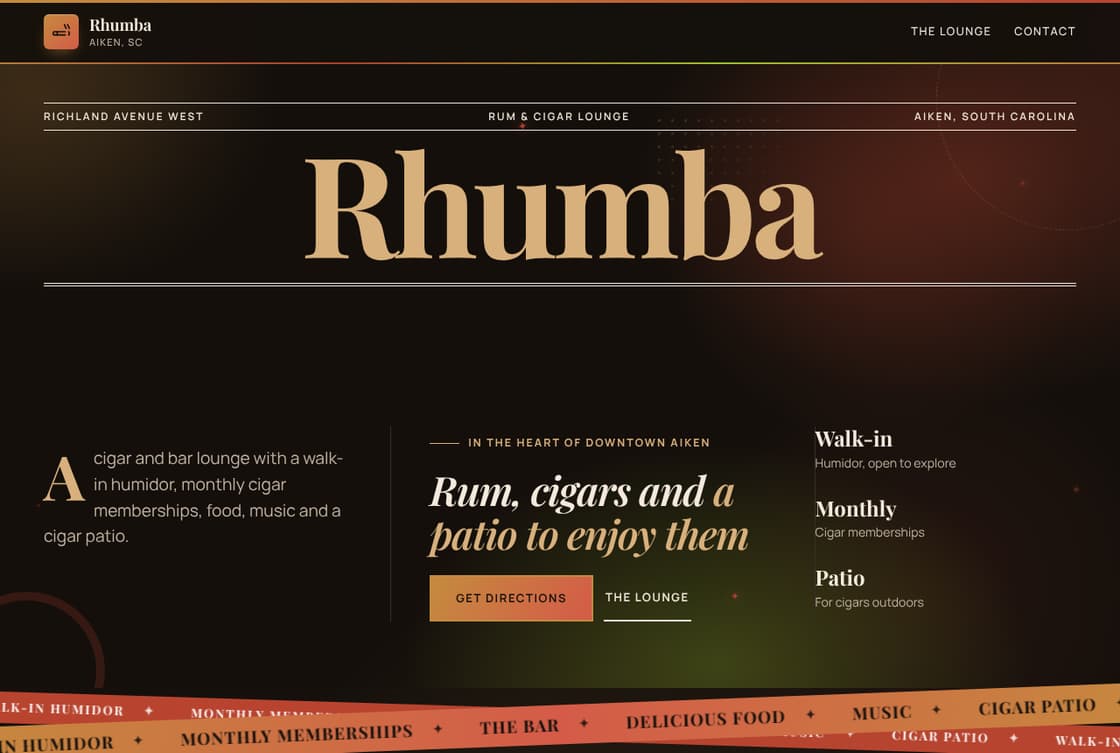 Rhumba
AIKEN, SC
THE LOUNGE
CONTACT
RICHLAND AVENUE WEST
RUM & CIGAR LOUNGE
AIKEN, SOUTH CAROLINA
Rhumba
A cigar and bar lounge with a walk-
in humidor, monthly cigar
memberships, food, music and a
cigar patio.
IN THE HEART OF DOWNTOWN AIKEN
Rum, cigars and a
patio to enjoy them
GET DIRECTIONS
THE LOUNGE
Walk-in
Humidor, open to explore
Monthly
Cigar memberships
Patio
For cigars outdoors
LK-IN HUMIDOR ✦ MONTHLY MEMBERSHIPS
CIGAR PATIO ✦ WALK-IN
IN HUMIDOR ✦ MONTHLY MEMBERSHIPS ✦ THE BAR ✦ DELICIOUS FOOD ✦ MUSIC ✦ CIGAR PATIO ✦